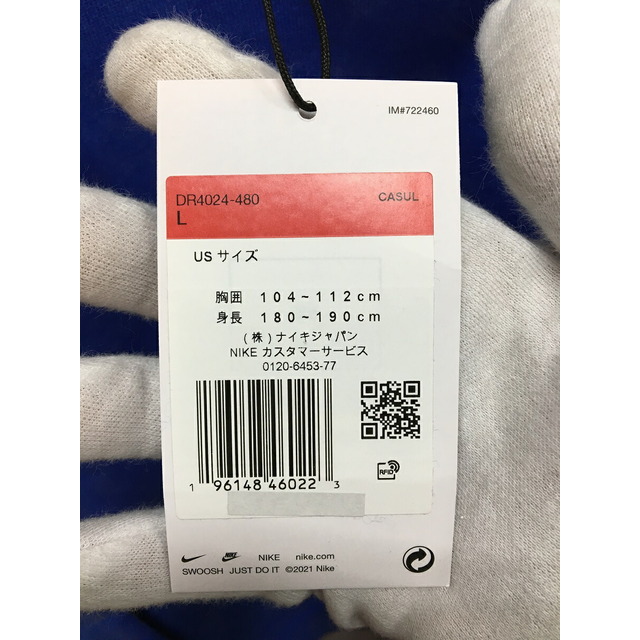 IM#722460
DR4024-480 CASUL
L
US サイズ
胸囲 104~112cm
身長 180~190cm
(株)ナイキジャパン
NIKE カスタマーサービス
0120-6453-77
1 96148 46022 3
RFID
NIKE nike.com
SWOOSH JUST DO IT ©2021 Nike